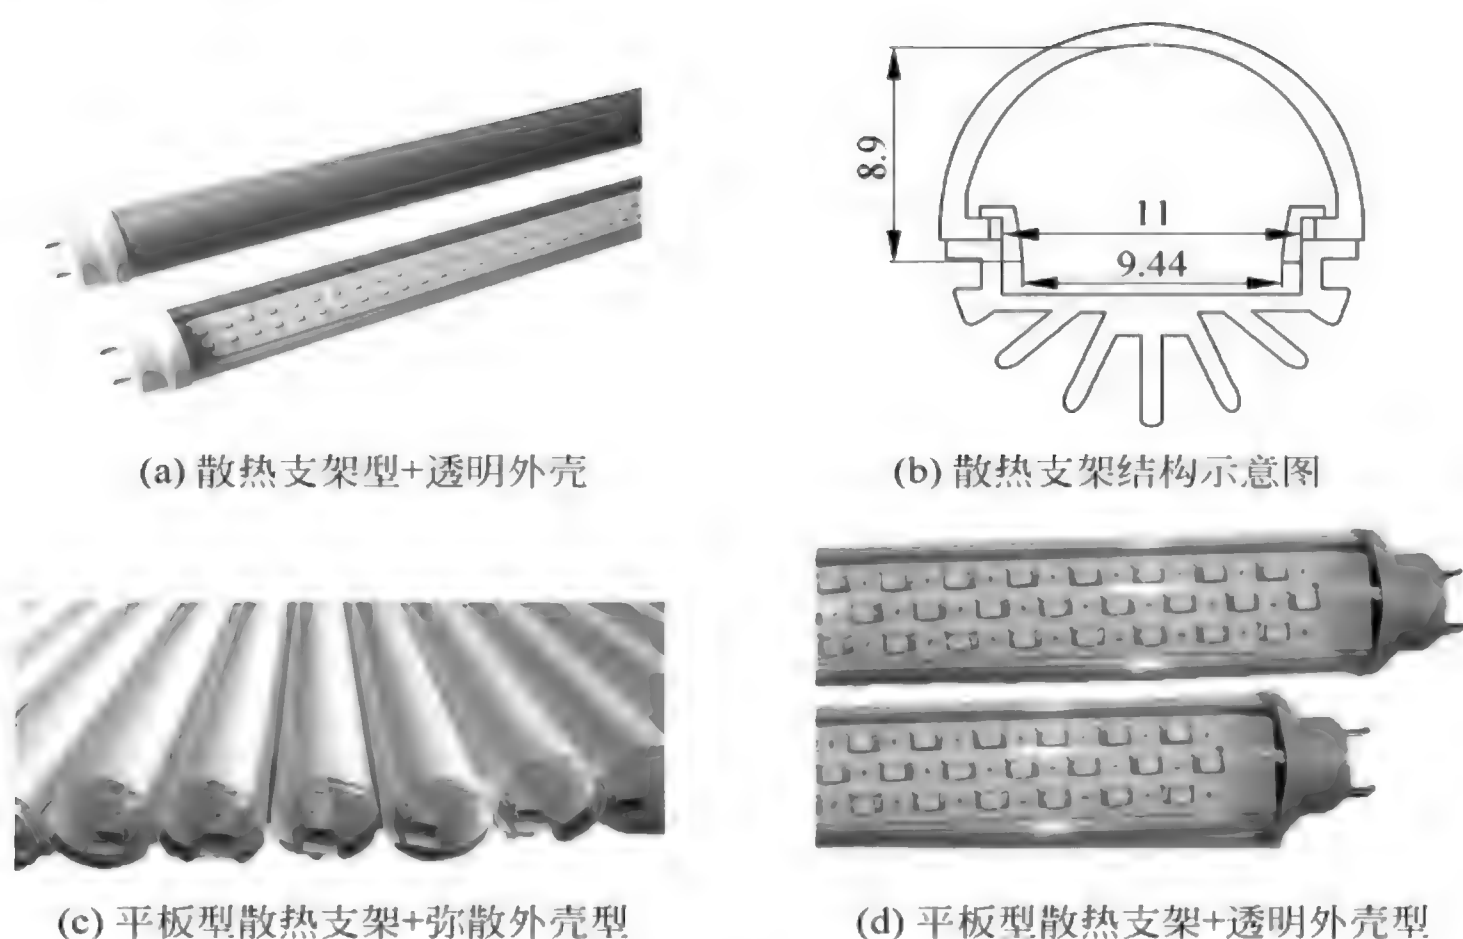 8.9
11
9.44
(a) 散热支架型+透明外壳
(b) 散热支架结构示意图
(c) 平板型散热支架+弥散外壳型
(d) 平板型散热支架+透明外壳型